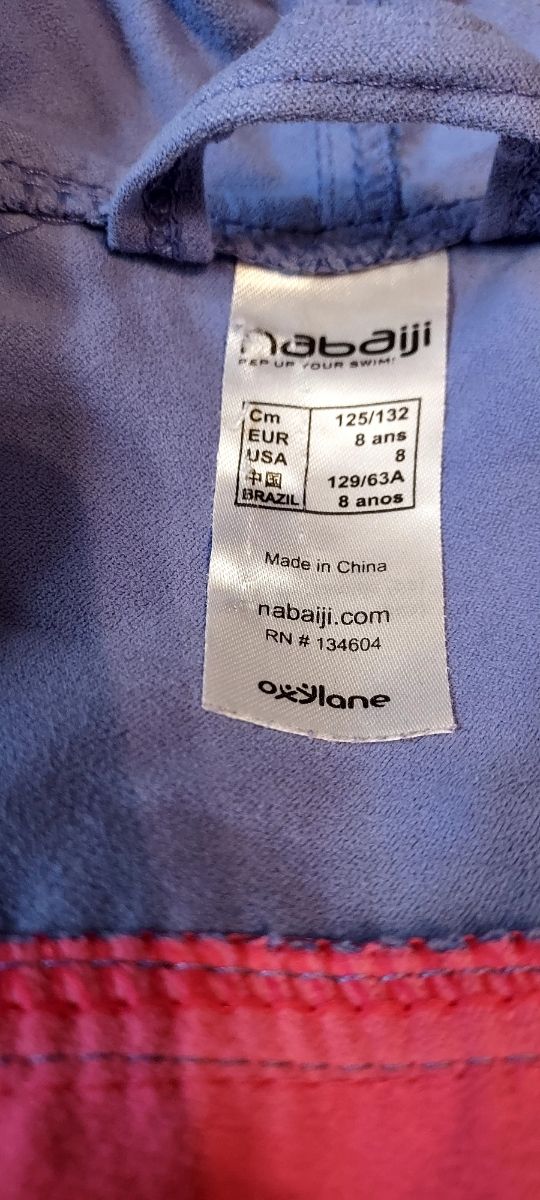 nabaiji
PEP UP YOUR SWIM!
Cm 125/132
EUR 8 ans
USA 8
中国 129/63A
BRAZIL 8 anos
Made in China
nabaiji.com
RN # 134604
oxylane